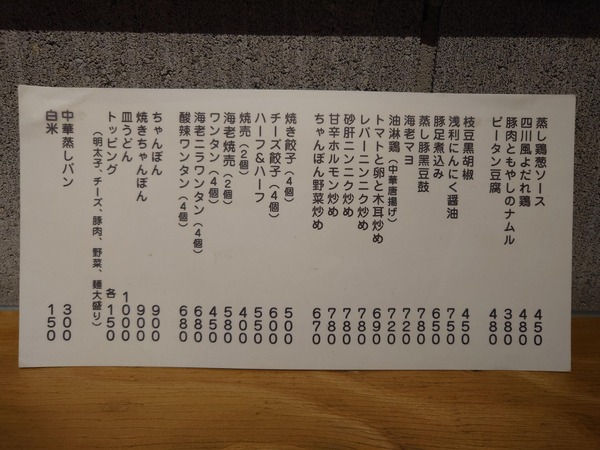 蒸し鶏葱ソース 450
四川風よだれ鶏 480
豚肉ともやしのナムル 380
ピータン豆腐 480
枝豆黒胡椒 450
浅利にんにく醤油 750
豚足煮込み 650
蒸し豚黒豆鼓 780
海老マヨ 720
油淋鶏（中華唐揚げ） 720
トマトと卵と木耳炒め 690
レバーニンニク炒め 780
砂肝ニンニク炒め 780
甘辛ホルモン炒め 780
ちゃんぽん野菜炒め 670
焼き餃子（4個） 500
チーズ餃子（4個） 600
ハーフ&ハーフ 550
焼売（2個） 400
海老焼売（2個） 580
ワンタン（4個） 450
海老ニラワンタン（4個） 680
酸辣ワンタン（4個） 680
ちゃんぽん 900
焼きちゃんぽん 900
皿うどん 1000
トッピング 各150
（明太子、チーズ、豚肉、野菜、麺大盛り）
中華蒸しパン 300
白米 150